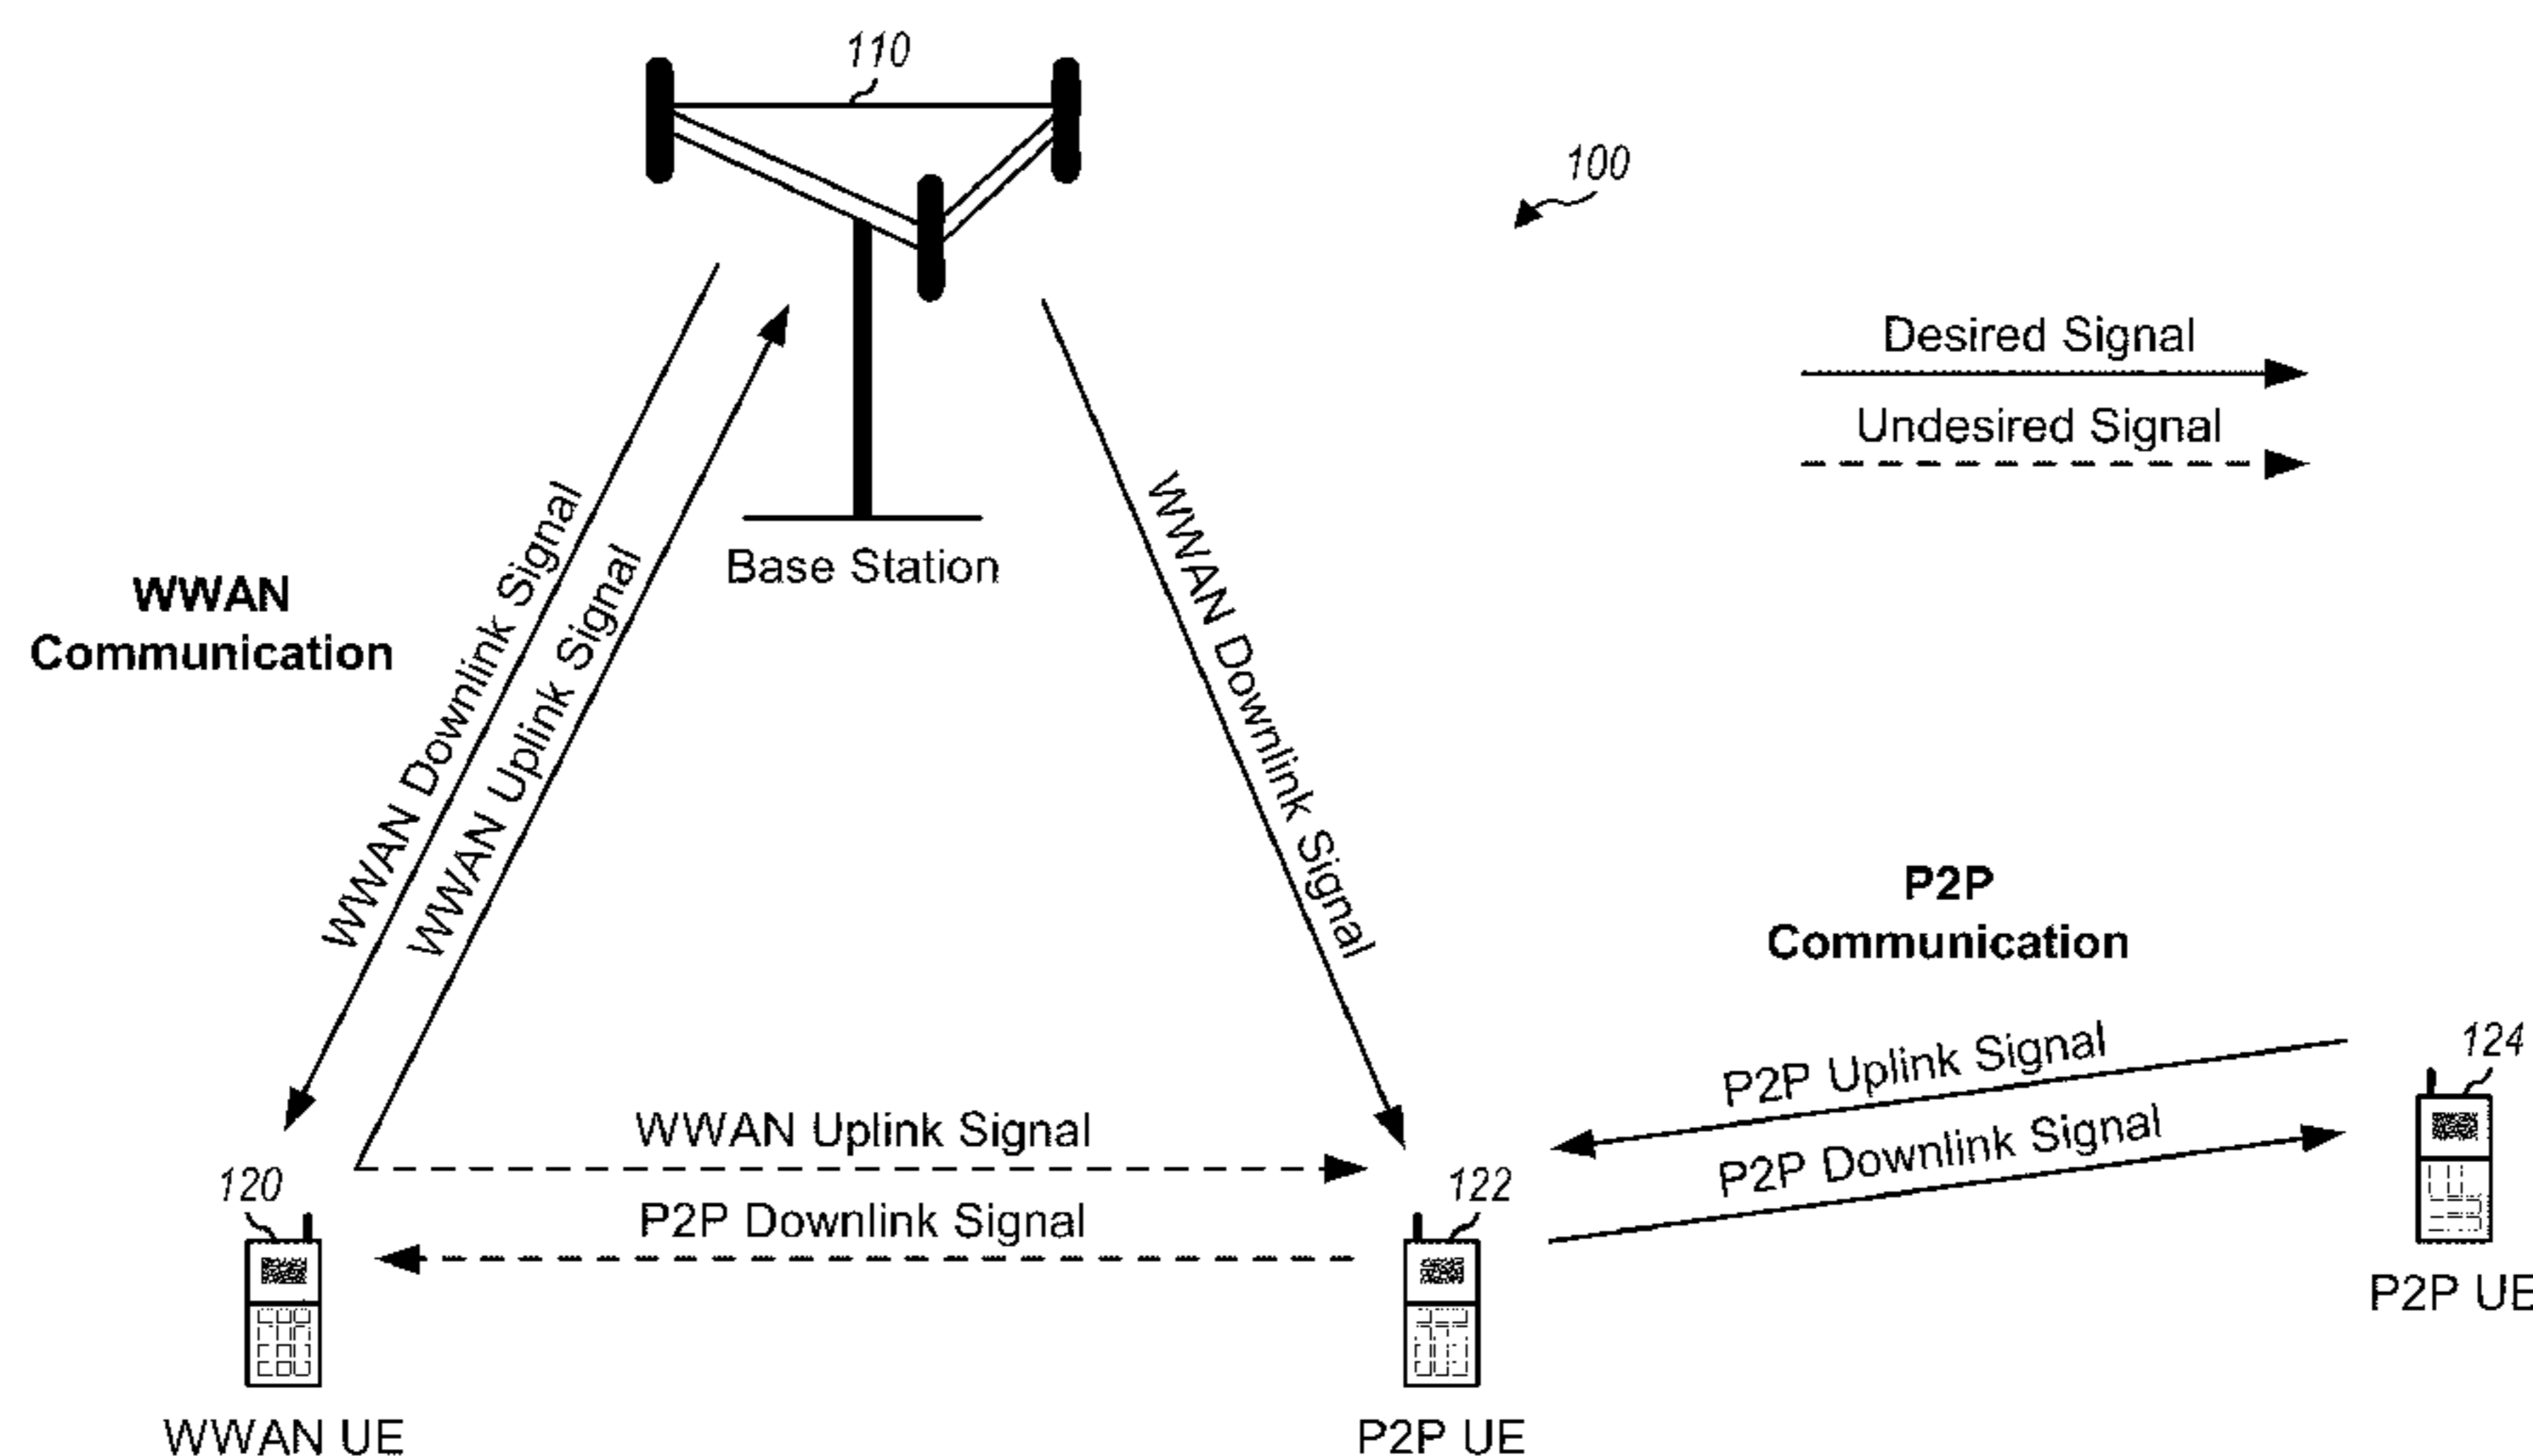 110
100
Desired Signal
Undesired Signal
Base Station
WWAN
Communication
WWAN Downlink Signal
WWAN Uplink Signal
WWAN Downlink Signal
P2P
Communication
124
P2P Uplink Signal
P2P Downlink Signal
P2P UE
WWAN Uplink Signal
P2P Downlink Signal
120
122
WWAN UE
P2P UE